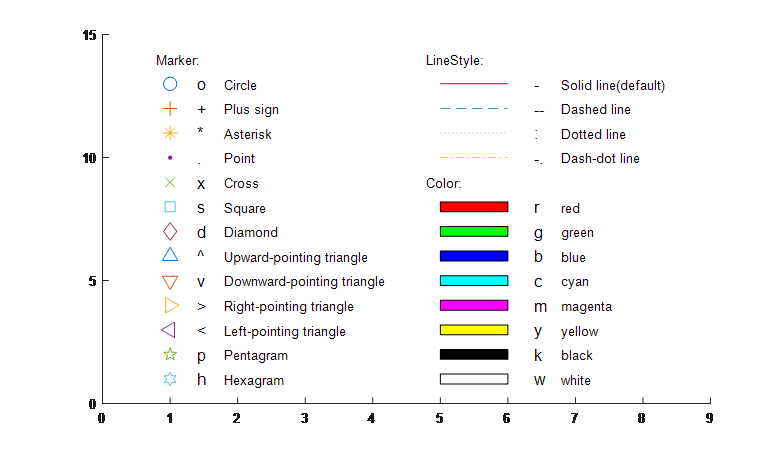 15
10
5
0
Marker:
o Circle
+ Plus sign
* Asterisk
. Point
x Cross
s Square
d Diamond
^ Upward-pointing triangle
v Downward-pointing triangle
> Right-pointing triangle
< Left-pointing triangle
p Pentagram
h Hexagram
LineStyle:
- Solid line(default)
-- Dashed line
: Dotted line
-. Dash-dot line
Color:
r red
g green
b blue
c cyan
m magenta
y yellow
k black
w white
0 1 2 3 4 5 6 7 8 9